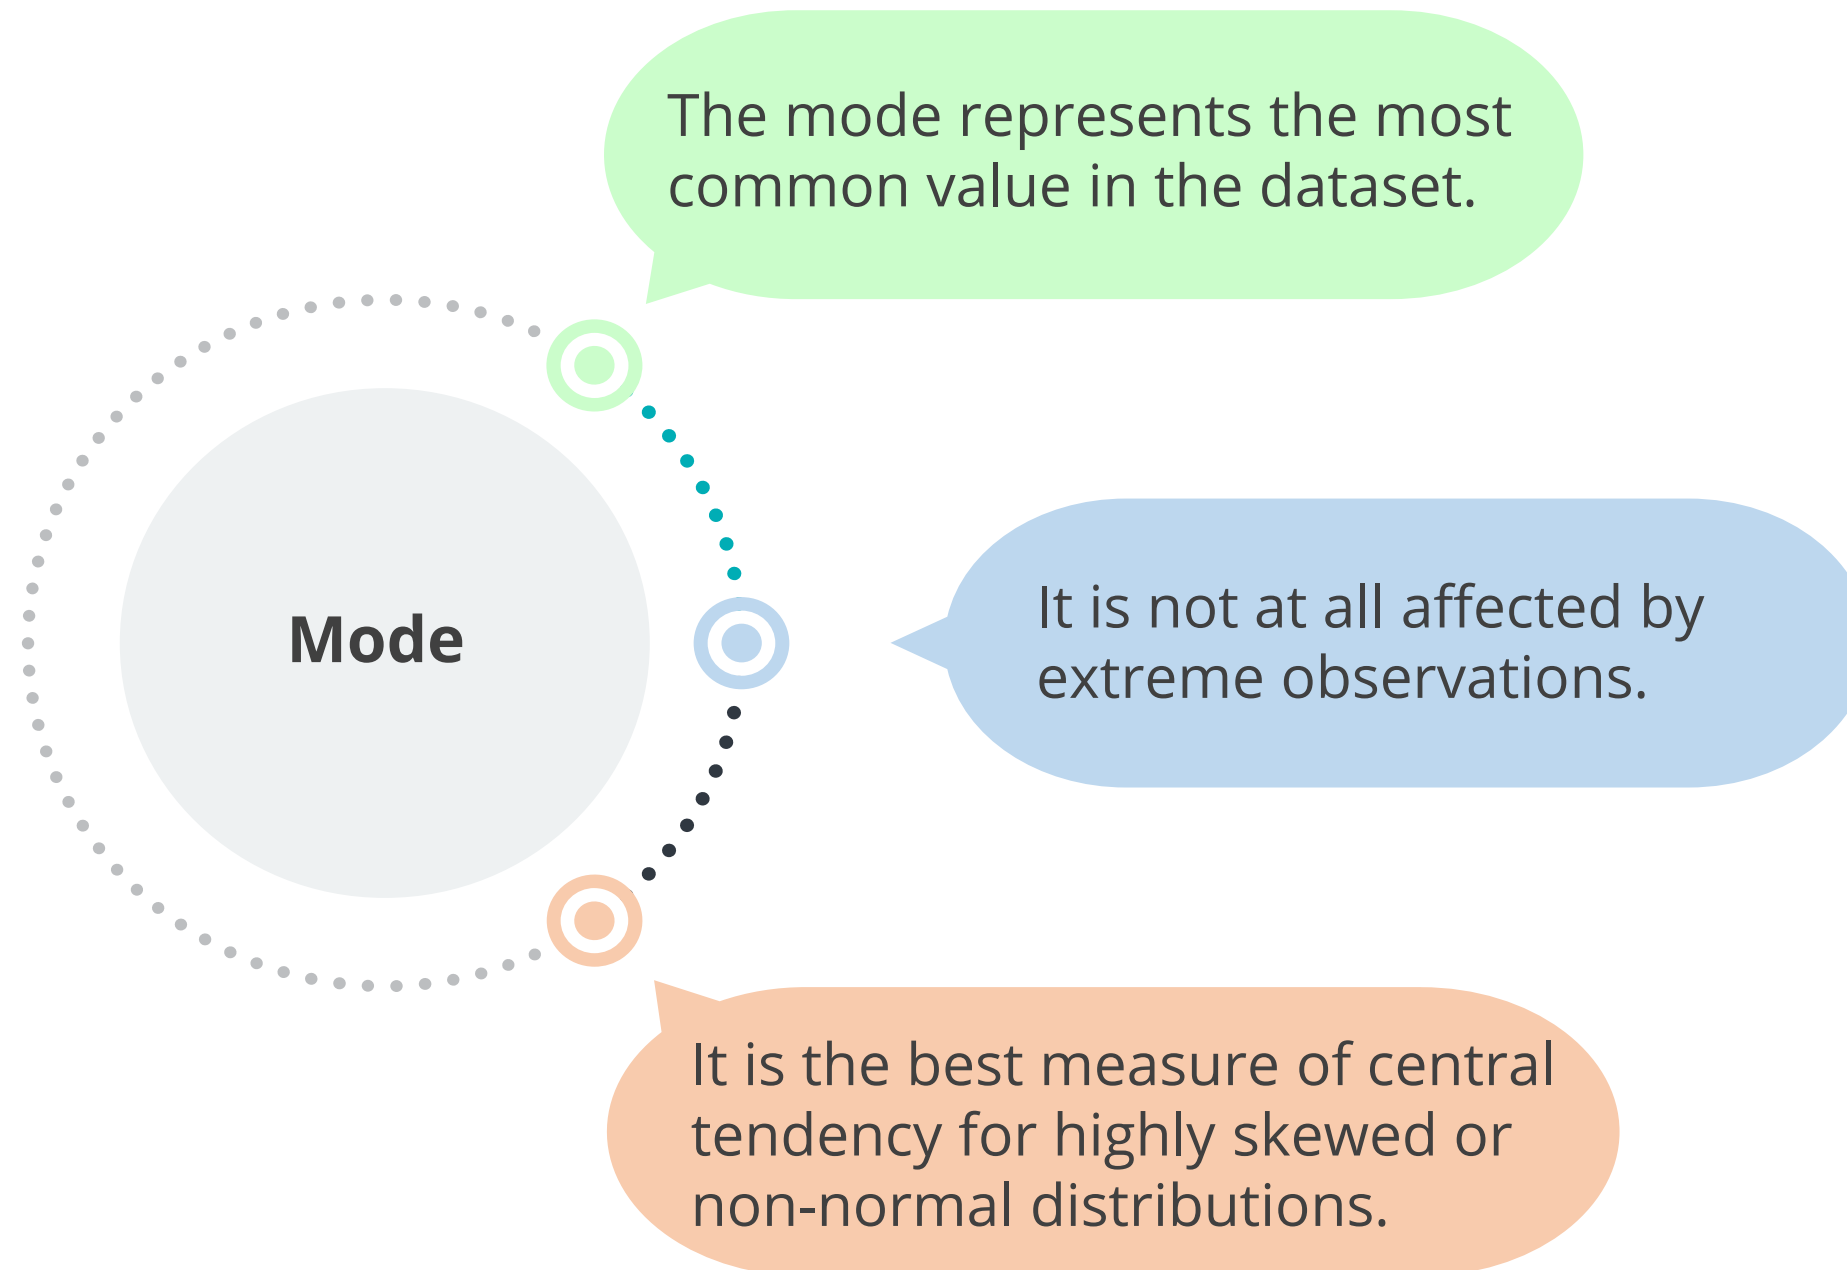 The mode represents the most
common value in the dataset.
Mode
It is not at all affected by
extreme observations.
It is the best measure of central
tendency for highly skewed or
non-normal distributions.